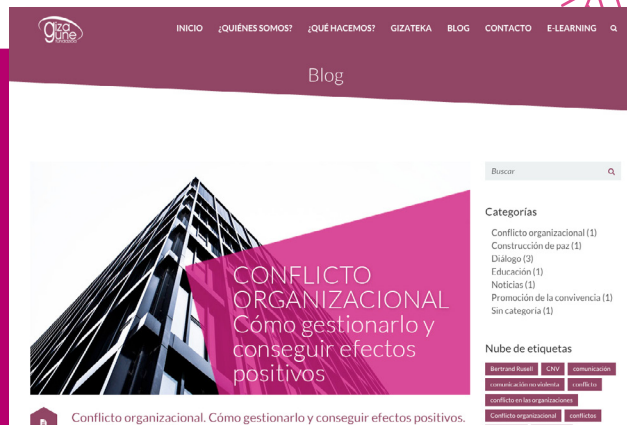 giza
gune
INICIO ¿QUIÉNES SOMOS? ¿QUÉ HACEMOS? GIZATEKA BLOG CONTACTO E-LEARNING
Blog
CONFLICTO
ORGANIZACIONAL
Cómo gestionarlo y
conseguir efectos
positivos
Conflicto organizacional. Cómo gestionarlo y conseguir efectos positivos.
Buscar
Categorías
Conflicto organizacional (1)
Construcción de paz (1)
Diálogo (3)
Educación (1)
Noticias (1)
Promoción de la convivencia (1)
Sin categoría (1)
Nube de etiquetas
Bertrand Rusell CNV comunicación
comunicación no violenta conflicto
conflicto en las organizaciones
Conflicto organizacional conflictos